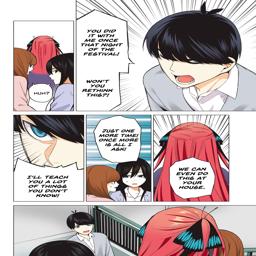 YOU DID
IT WITH
ME ONCE
THAT NIGHT
OF THE
FESTIVAL!
WON'T
YOU
RETHINK
THIS?!
HUH?
JUST ONE
MORE TIME!
ONCE MORE
IS ALL I
ASK!
WE CAN
EVEN DO
THIS AT
YOUR
HOUSE.
I'LL TEACH
YOU A LOT
OF THINGS
YOU DON'T
KNOW!